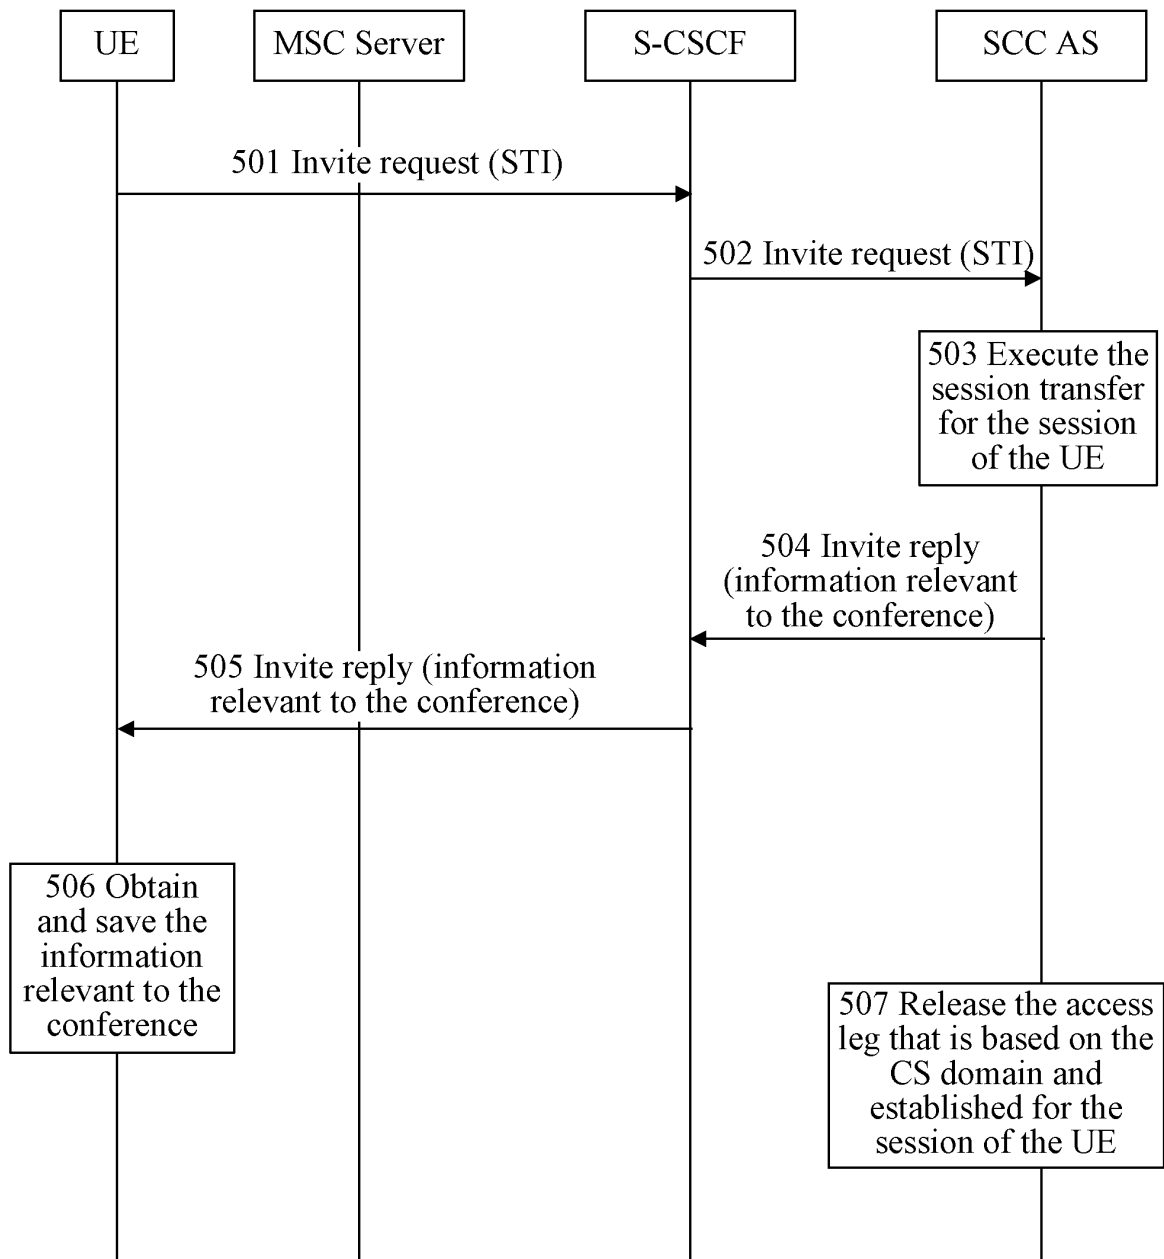 UE
MSC Server
S-CSCF
SCC AS
501 Invite request (STI)
502 Invite request (STI)
503 Execute the
session transfer
for the session
of the UE
504 Invite reply
(information relevant
to the conference)
505 Invite reply (information
relevant to the conference)
506 Obtain
and save the
information
relevant to the
conference
507 Release the access
leg that is based on the
CS domain and
established for the
session of the UE